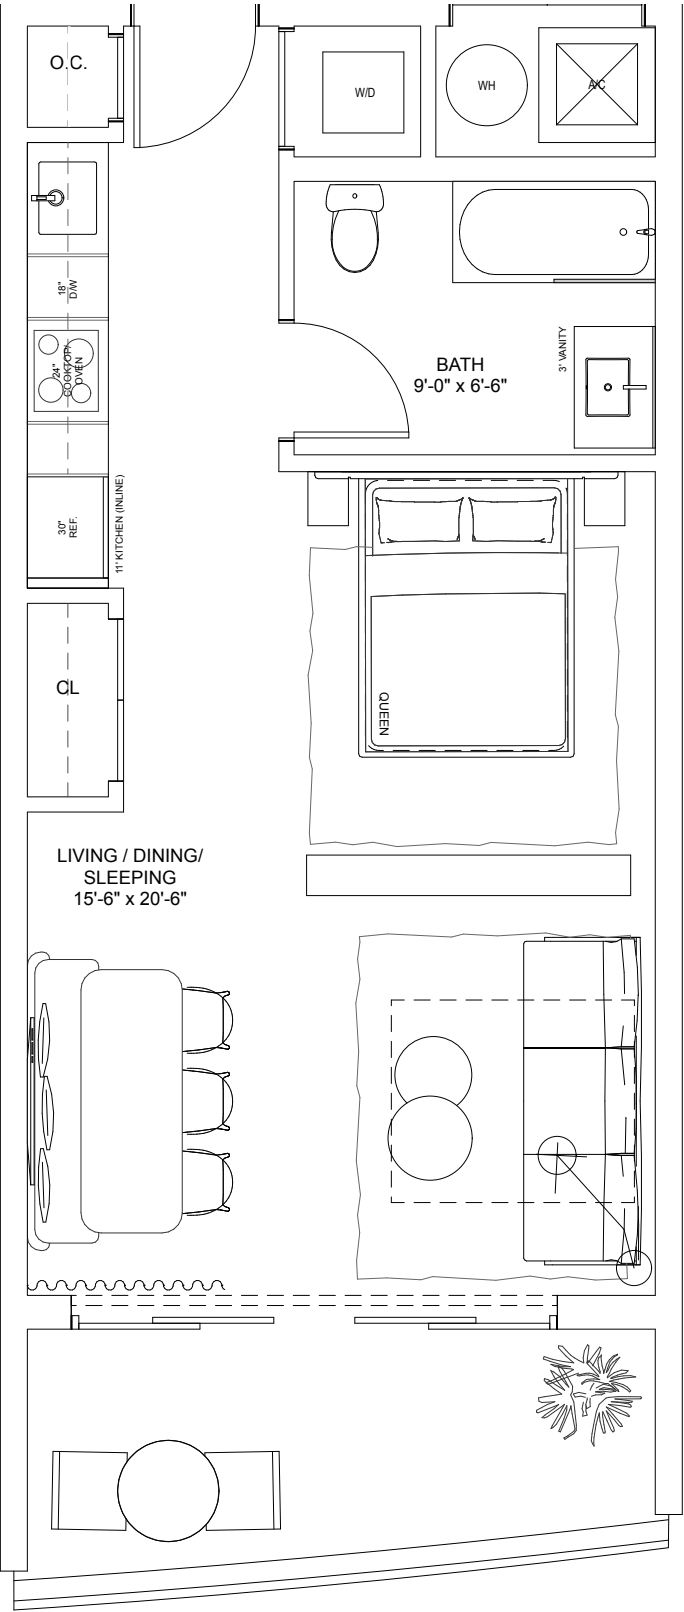 O.C.
W/D
WH
A/C
18"
D/W
24"
COOKTOP/
OVEN
3' VANITY
BATH
9'-0" x 6'-6"
30"
REF.
11' KITCHEN (INLINE)
CL
QUEEN
LIVING / DINING/
SLEEPING
15'-6" x 20'-6"